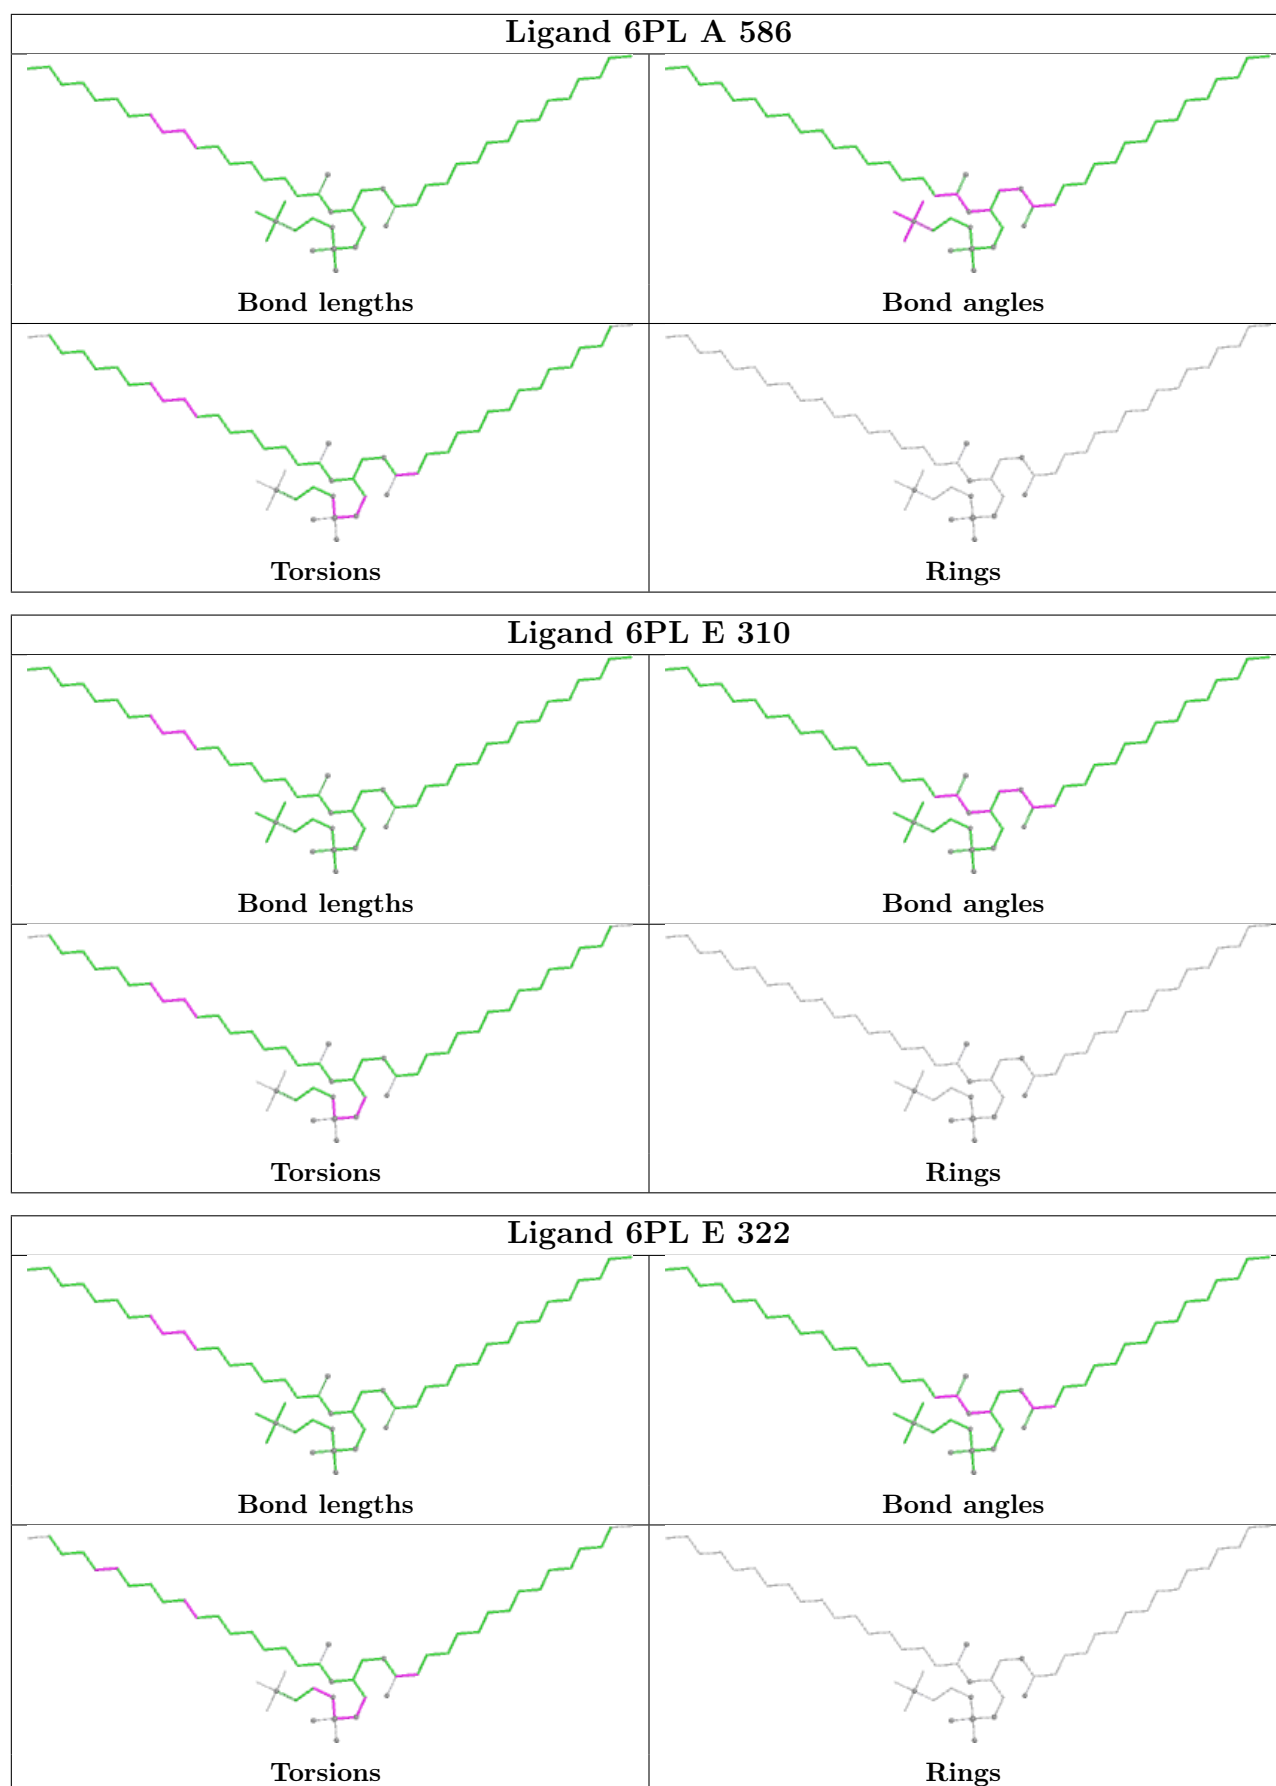 Ligand 6PL A 586
Bond lengths
Bond angles
Torsions
Rings
Ligand 6PL E 310
Bond lengths
Bond angles
Torsions
Rings
Ligand 6PL E 322
Bond lengths
Bond angles
Torsions
Rings